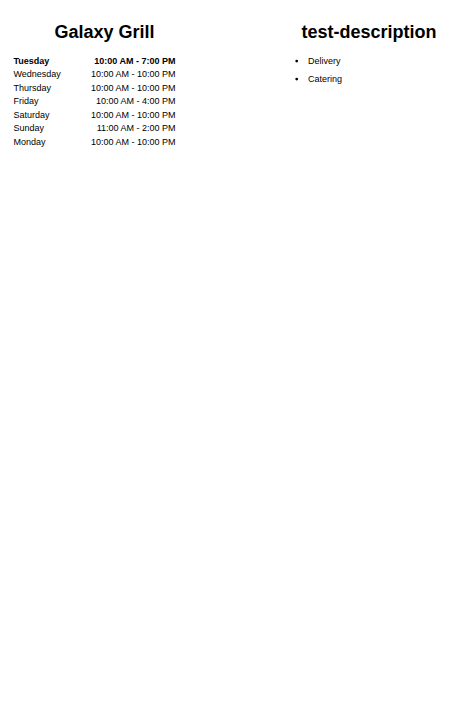 Galaxy Grill
Tuesday 10:00 AM - 7:00 PM
Wednesday 10:00 AM - 10:00 PM
Thursday 10:00 AM - 10:00 PM
Friday 10:00 AM - 4:00 PM
Saturday 10:00 AM - 10:00 PM
Sunday 11:00 AM - 2:00 PM
Monday 10:00 AM - 10:00 PM
test-description
• Delivery
• Catering